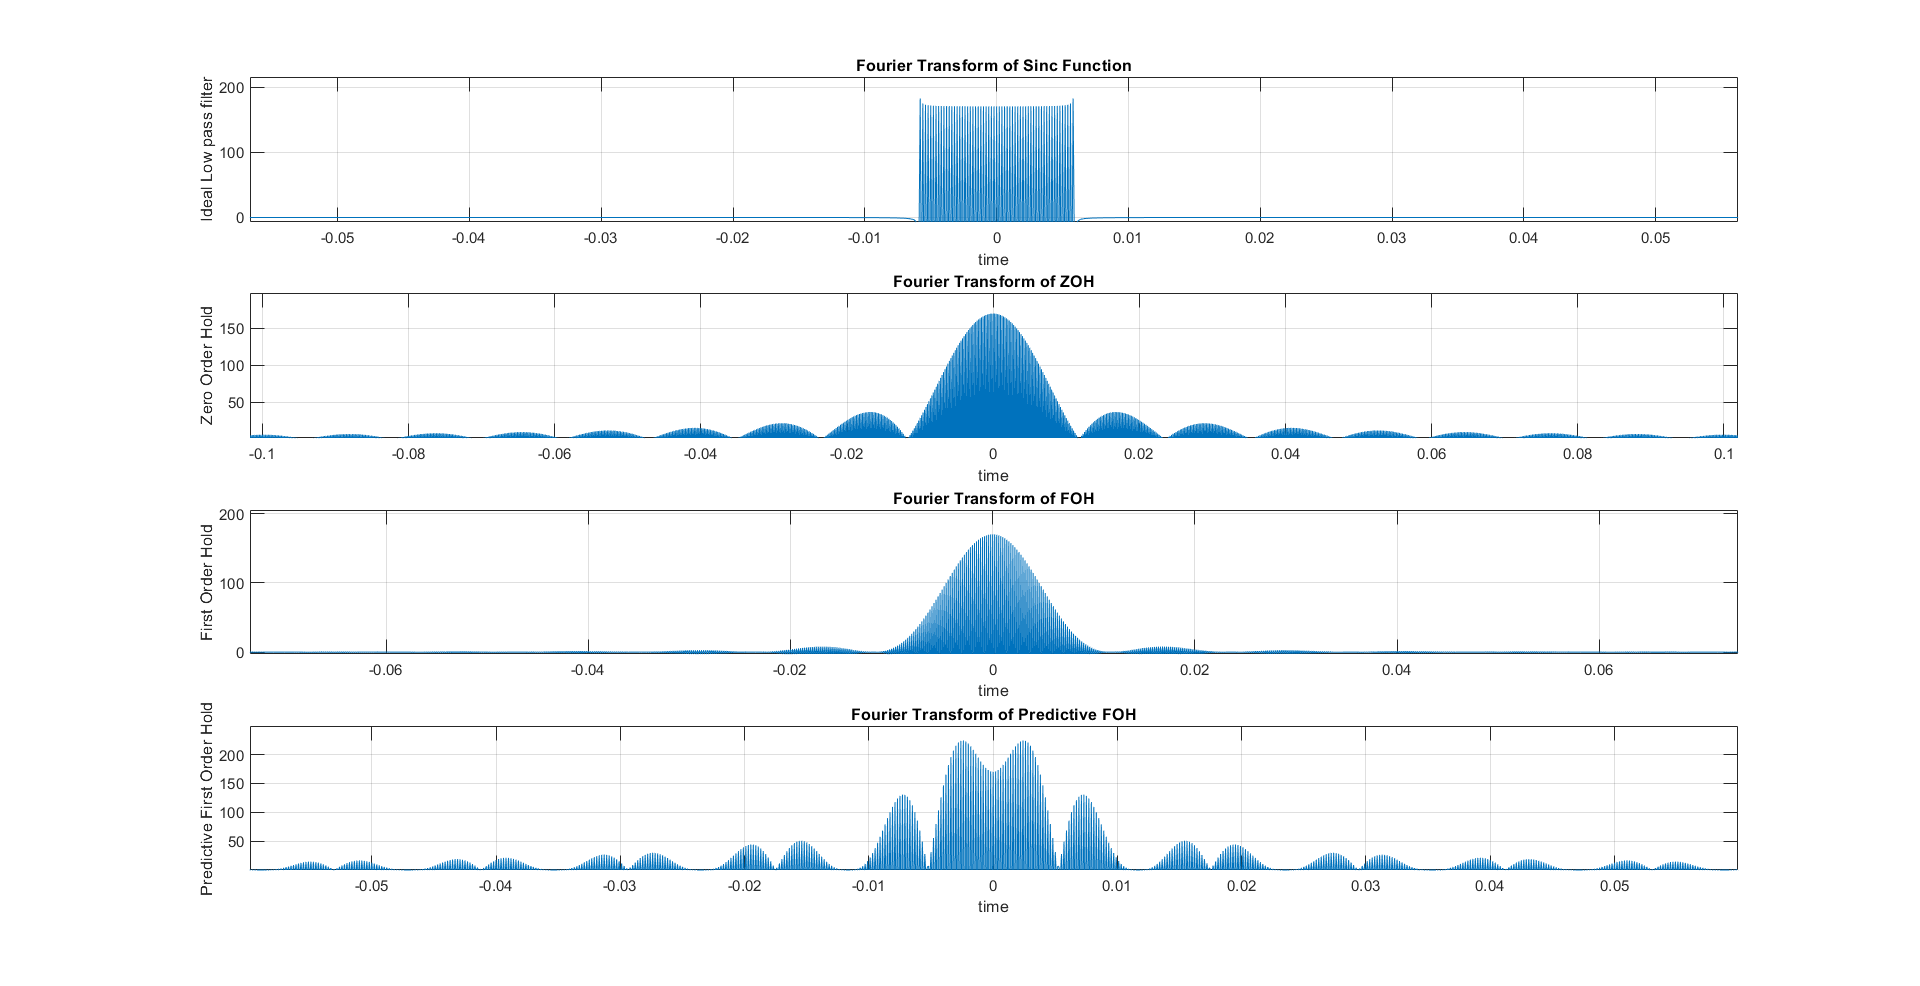 Fourier Transform of Sinc Function
Ideal Low pass filter
200
100
0
-0.05 -0.04 -0.03 -0.02 -0.01 0 0.01 0.02 0.03 0.04 0.05
time
Fourier Transform of ZOH
Zero Order Hold
150
100
50
-0.1 -0.08 -0.06 -0.04 -0.02 0 0.02 0.04 0.06 0.08 0.1
time
Fourier Transform of FOH
First Order Hold
200
100
0
-0.06 -0.04 -0.02 0 0.02 0.04 0.06
time
Fourier Transform of Predictive FOH
Predictive First Order Hold
200
150
100
50
-0.05 -0.04 -0.03 -0.02 -0.01 0 0.01 0.02 0.03 0.04 0.05
time